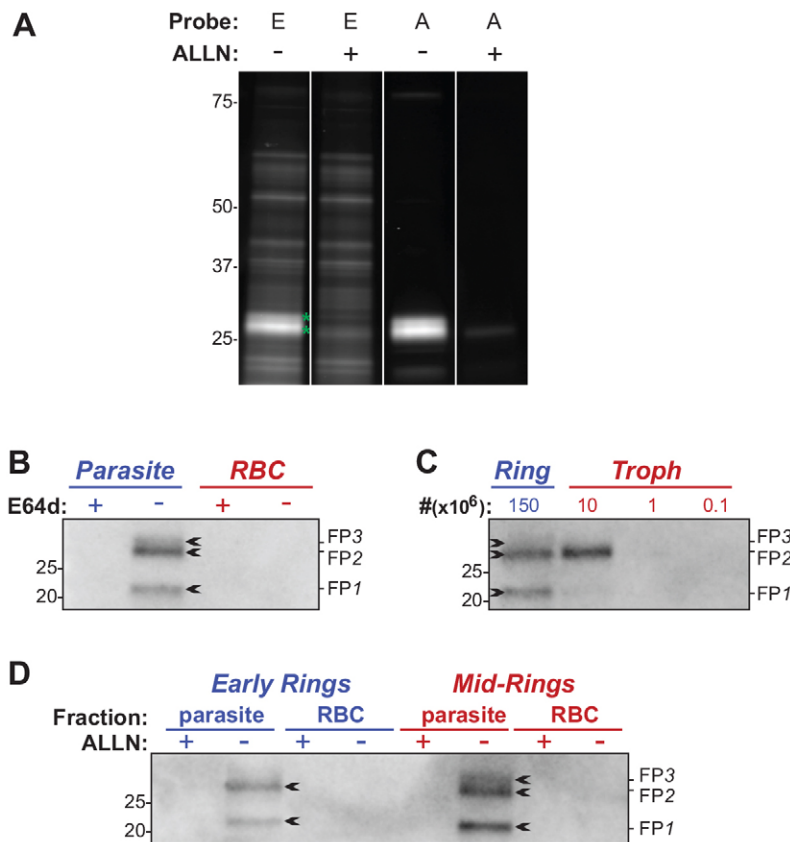 A
Probe: E E A A
ALLN: - + - +
75-
50-
37-
25-
* *
B
Parasite RBC
E64d: + - + -
FP3
FP2
25-
20-
FP1
C
Ring Troph
#(x10⁶): 150 10 1 0.1
FP3
FP2
25-
20-
FP1
D
Early Rings Mid-Rings
Fraction: parasite RBC parasite RBC
ALLN: + - + - + - + -
FP3
FP2
25-
20-
FP1